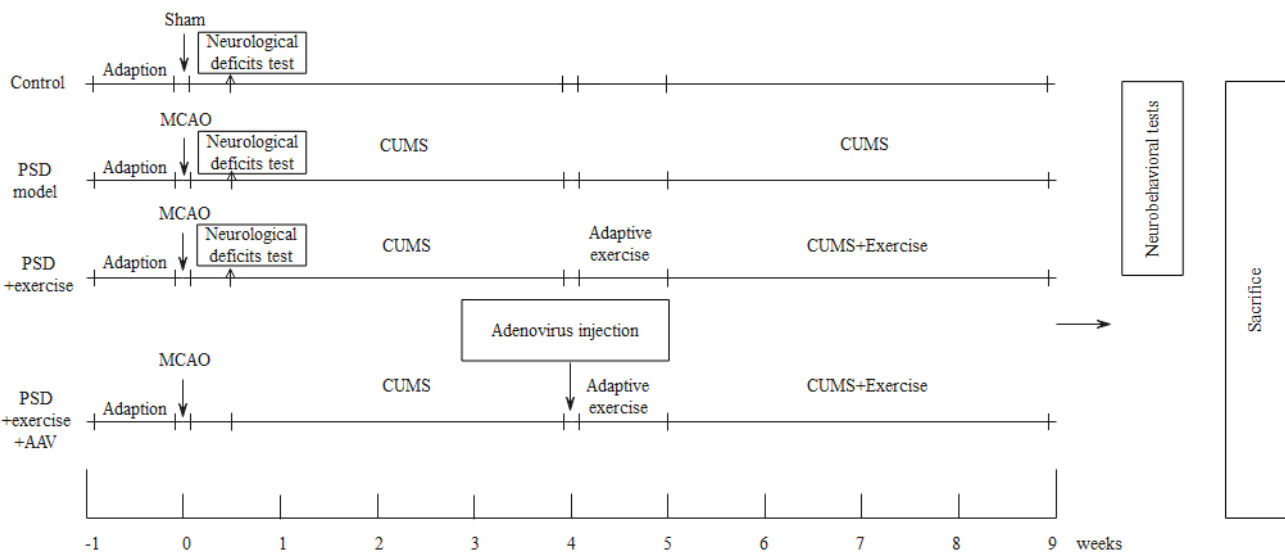 Sham
Neurological
deficits test
Adaption
Control
MCAO
Neurological
deficits test
CUMS
CUMS
Adaption
PSD
model
MCAO
Neurological
deficits test
CUMS
Adaptive
exercise
CUMS+Exercise
Adaption
PSD
+exercise
Adenovirus injection
MCAO
CUMS
Adaptive
exercise
CUMS+Exercise
Adaption
PSD
+exercise
+AAV
Neurobehavioral tests
Sacrifice
-1 0 1 2 3 4 5 6 7 8 9 weeks